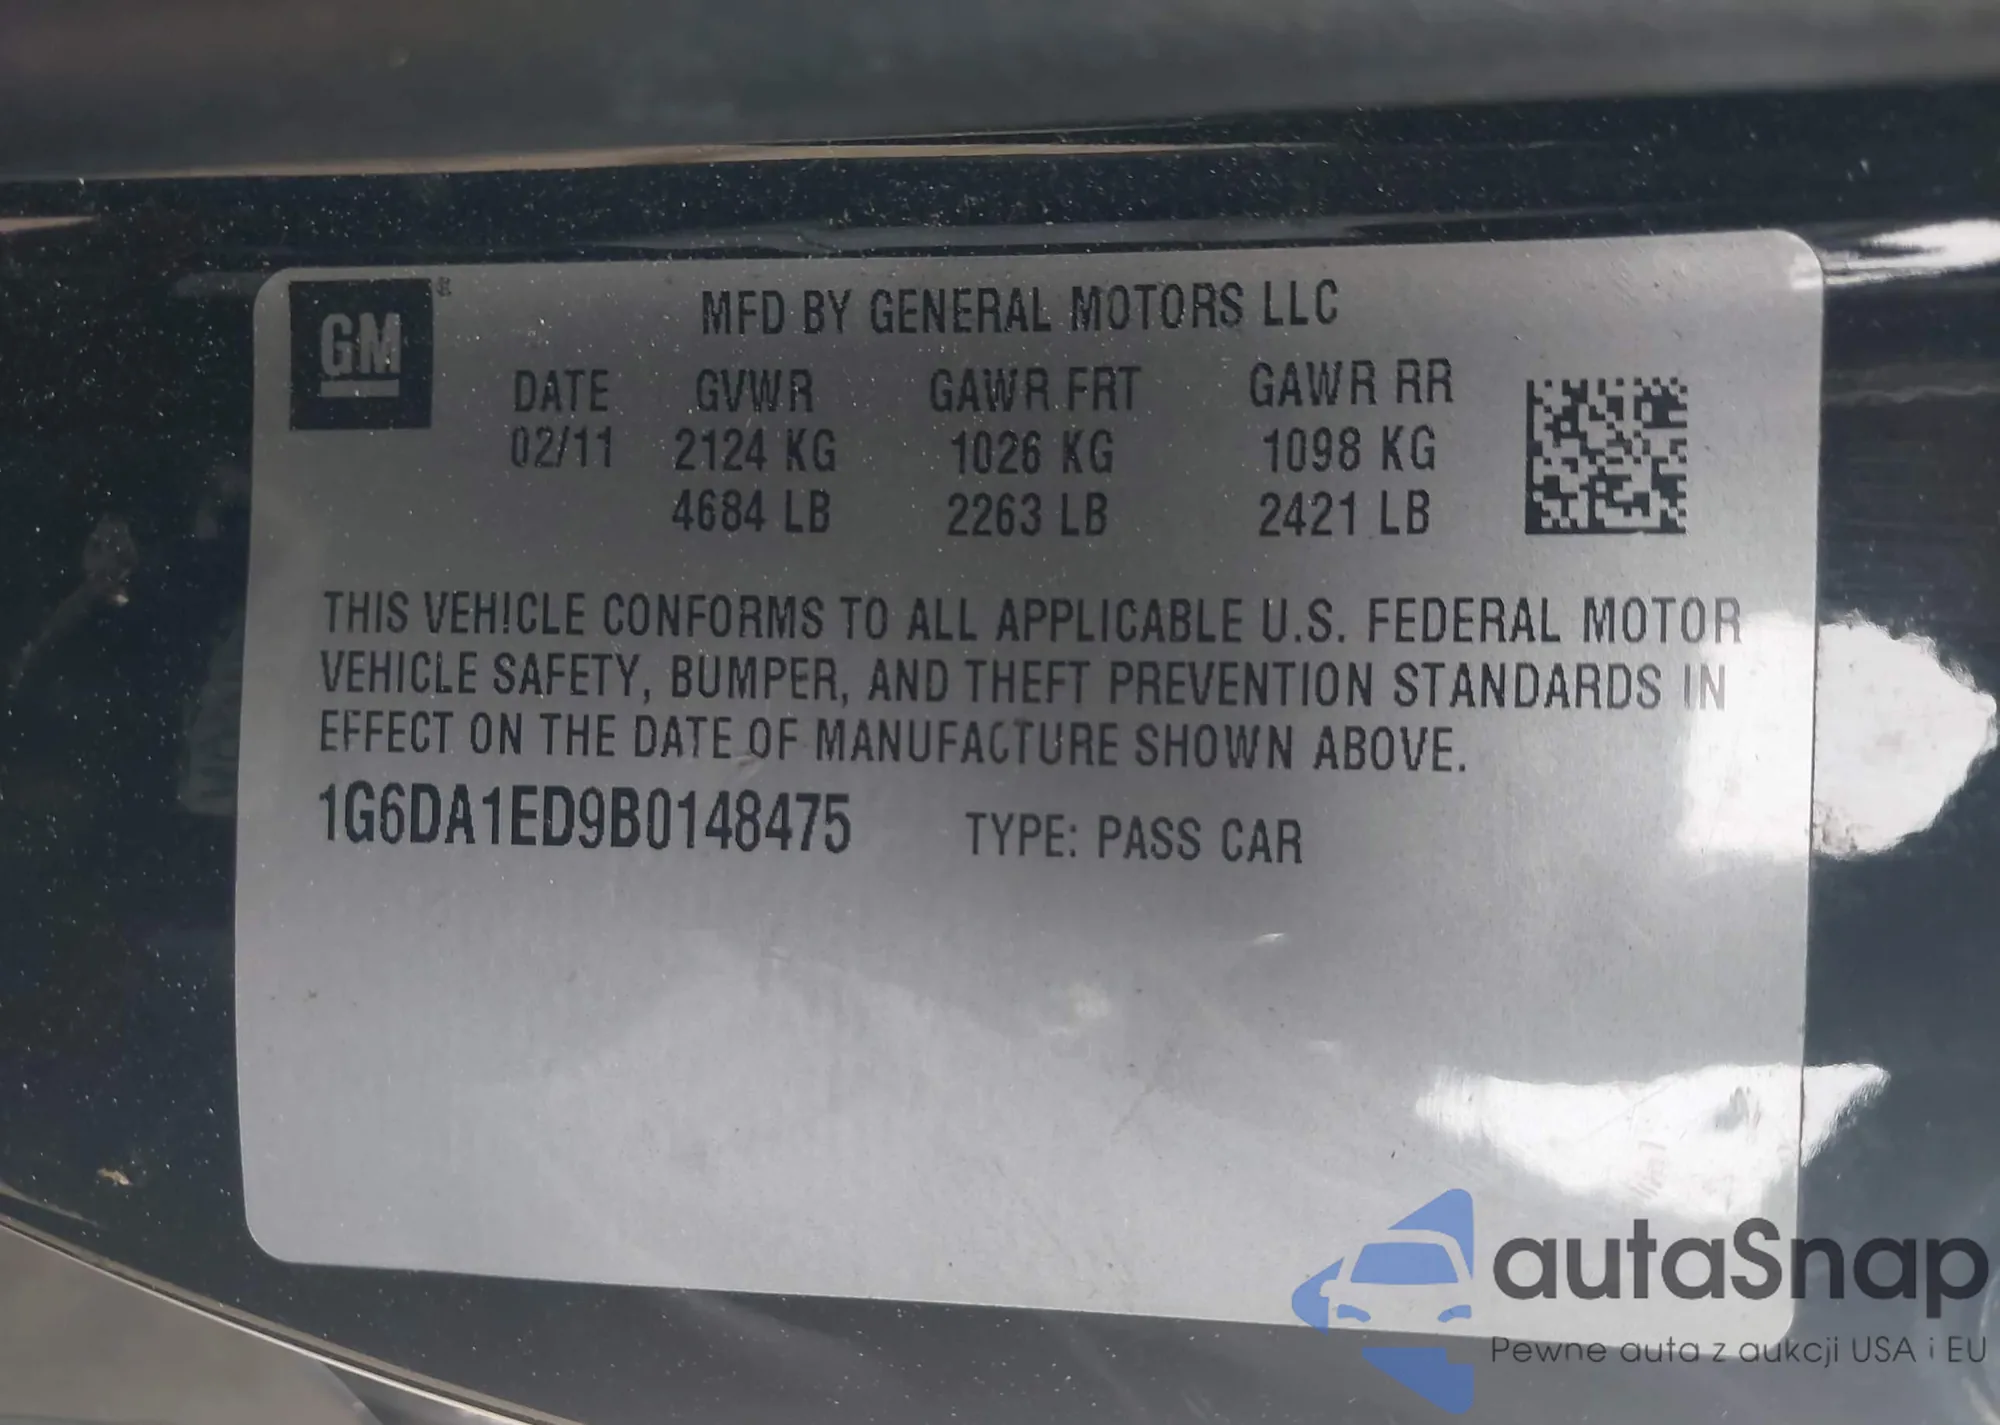 GM®
MFD BY GENERAL MOTORS LLC
DATE GVWR GAWR FRT GAWR RR
02/11 2124 KG 1026 KG 1098 KG
4684 LB 2263 LB 2421 LB
THIS VEHICLE CONFORMS TO ALL APPLICABLE U.S. FEDERAL MOTOR
VEHICLE SAFETY, BUMPER, AND THEFT PREVENTION STANDARDS IN
EFFECT ON THE DATE OF MANUFACTURE SHOWN ABOVE.
1G6DA1ED9B0148475 TYPE: PASS CAR
autaSnap
Pewne auta z aukcji USA i EU